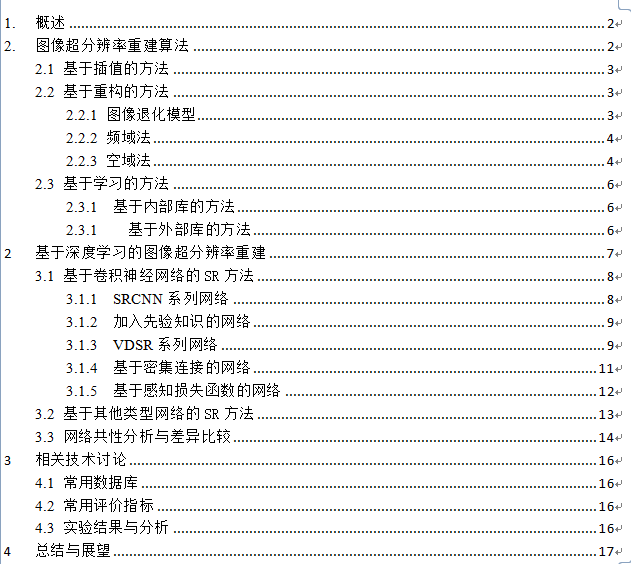 1. 概述 2
2. 图像超分辨率重建算法 2
2.1 基于插值的方法 3
2.2 基于重构的方法 3
2.2.1 图像退化模型 3
2.2.2 频域法 4
2.2.3 空域法 4
2.3 基于学习的方法 6
2.3.1 基于内部库的方法 6
2.3.1 基于外部库的方法 6
2 基于深度学习的图像超分辨率重建 7
3.1 基于卷积神经网络的 SR 方法 8
3.1.1 SRCNN 系列网络 8
3.1.2 加入先验知识的网络 9
3.1.3 VDSR 系列网络 9
3.1.4 基于密集连接的网络 11
3.1.5 基于感知损失函数的网络 12
3.2 基于其他类型网络的 SR 方法 13
3.3 网络共性分析与差异比较 14
3 相关技术讨论 16
4.1 常用数据库 16
4.2 常用评价指标 16
4.3 实验结果与分析 16
4 总结与展望 17